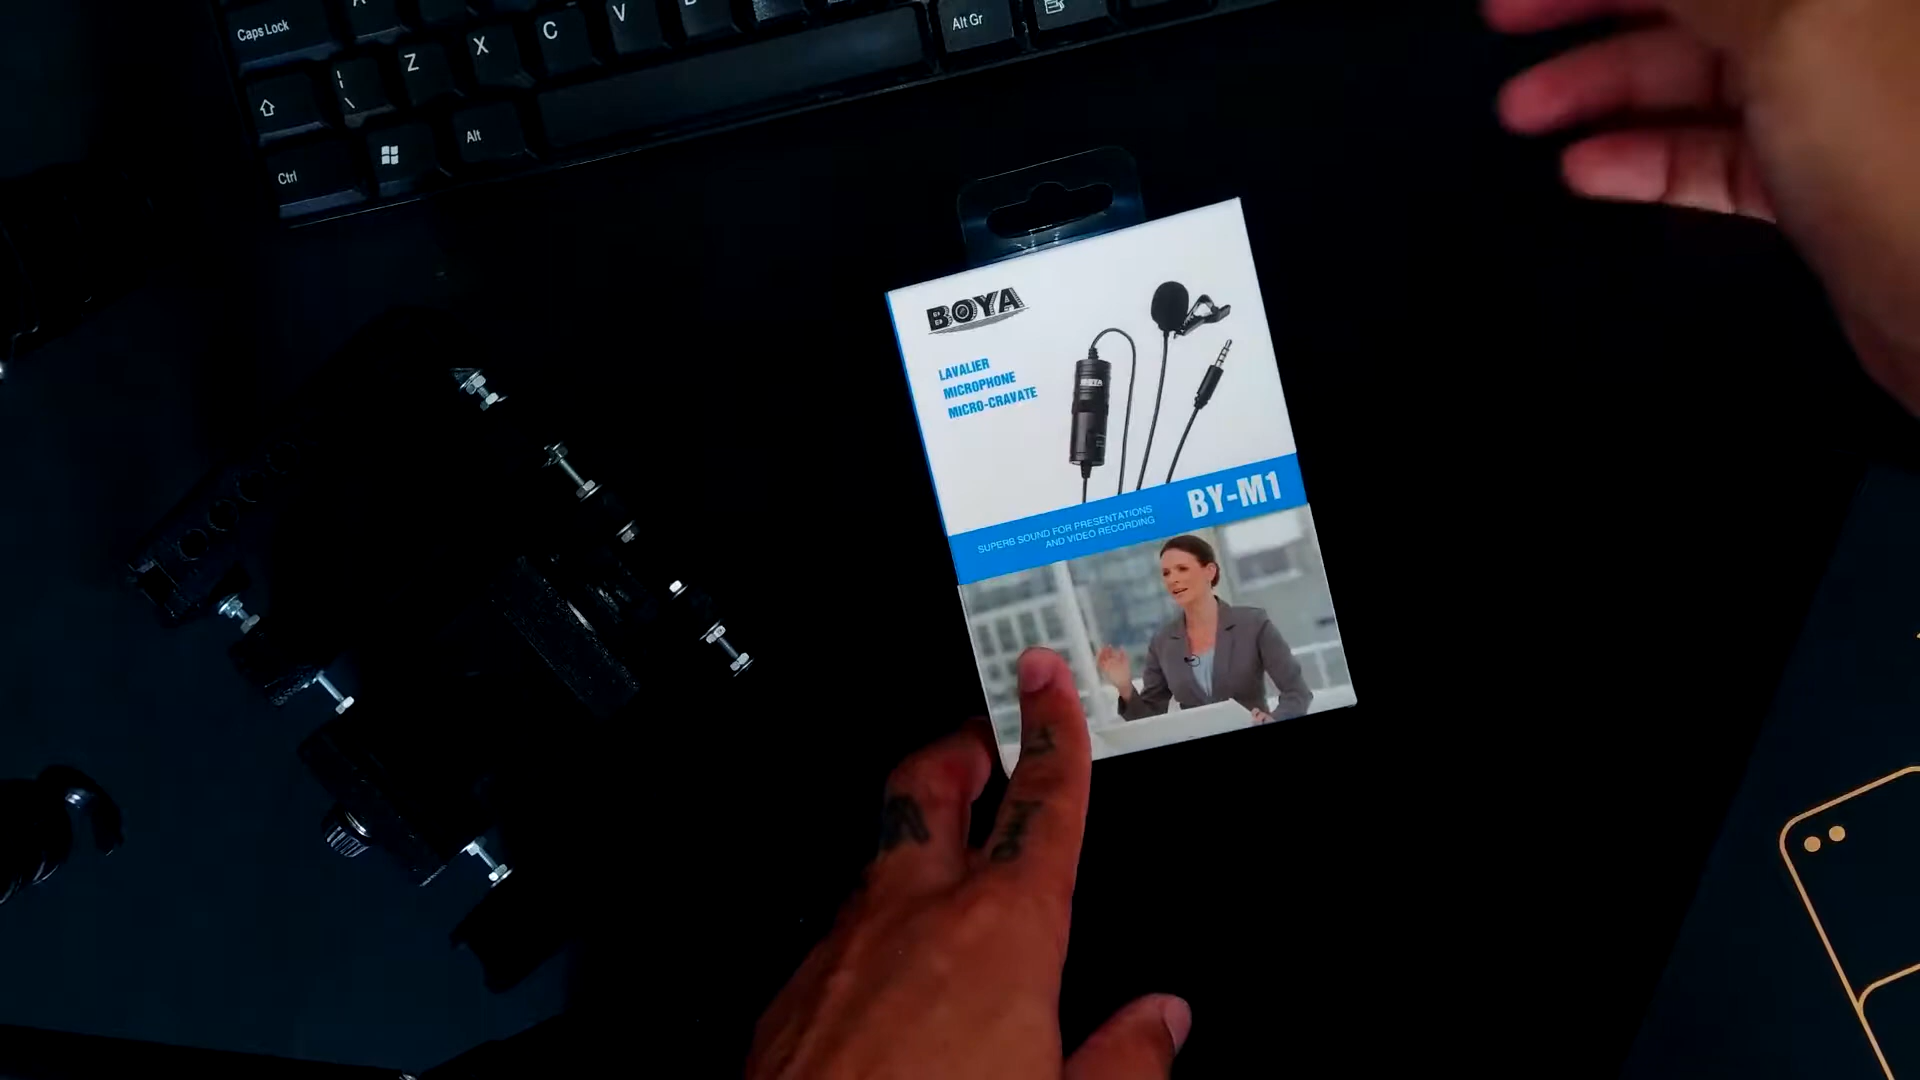 Caps Lock
A
Z
X
C
V
B
Alt Gr
¦
\
Alt
Ctrl
BOYA
LAVALIER
MICROPHONE
MICRO-CRAVATE
BOYA
BY-M1
SUPERB SOUND FOR PRESENTATIONS
AND VIDEO RECORDING